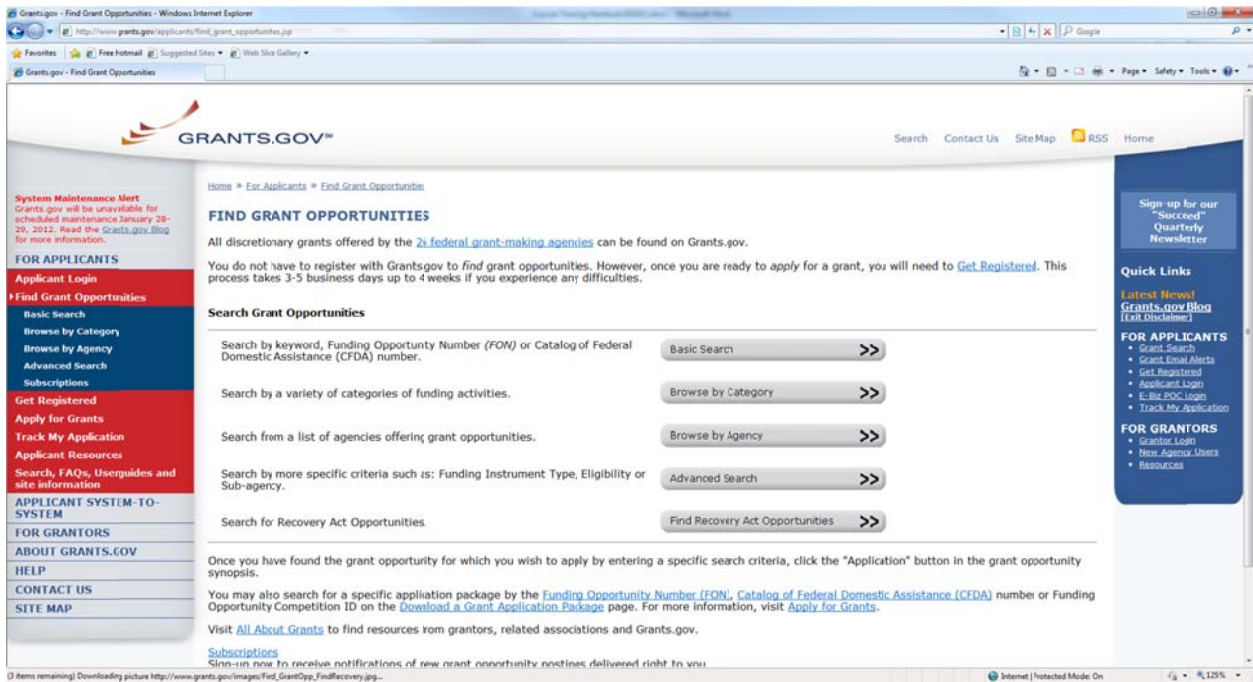 Grants.gov - Find Grant Opportunities - Windows Internet Explorer
http://www.grants.gov/applicants/find_grant_opportunities.jsp
Google
Favorites Free Hotmail Suggested Sites Web Slice Gallery
Grants.gov - Find Grant Opportunities
Page Safety Tools
GRANTS.GOV℠
Search Contact Us SiteMap RSS Home
System Maintenance Alert
Grants.gov will be unavailable for
scheduled maintenance January 28-
29, 2012. Read the Grants.gov Blog
for more information.
FOR APPLICANTS
Applicant Login
Find Grant Opportunities
Basic Search
Browse by Category
Browse by Agency
Advanced Search
Subscriptions
Get Registered
Apply for Grants
Track My Application
Applicant Resources
Search, FAQs, Userguides and
site information
APPLICANT SYSTEM-TO-
SYSTEM
FOR GRANTORS
ABOUT GRANTS.GOV
HELP
CONTACT US
SITE MAP
Home » For Applicants » Find Grant Opportunities
FIND GRANT OPPORTUNITIES
All discretionary grants offered by the 26 federal grant-making agencies can be found on Grants.gov.
You do not have to register with Grants.gov to find grant opportunities. However, once you are ready to apply for a grant, you will need to Get Registered. This
process takes 3-5 business days up to 4 weeks if you experience any difficulties.
Search Grant Opportunities
Search by keyword, Funding Opportunty Number (FON) or Catalog of Federal
Domestic Assistance (CFDA) number.
Basic Search >>
Search by a variety of categories of funding activities.
Browse by Category >>
Search from a list of agencies offering grant opportunities.
Browse by Agency >>
Search by more specific criteria such as: Funding Instrument Type, Eligibility or
Sub-agency.
Advanced Search >>
Search for Recovery Act Opportunities
Find Recovery Act Opportunities >>
Once you have found the grant opportunity for which you wish to apply by entering a specific search criteria, click the "Application" button in the grant opportunity
synopsis.
You may also search for a specific application package by the Funding Opportunity Number (FON), Catalog of Federal Domestic Assistance (CFDA) number or Funding
Opportunity Competition ID on the Download a Grant Application Package page. For more information, visit Apply for Grants.
Visit All About Grants to find resources from grantors, related associations and Grants.gov.
Subscriptions
Sign-up now to receive notifications of new grant opportunity postings delivered right to you
Sign-up for our
"Succeed"
Quarterly
Newsletter
Quick Links
Latest News!
Grants.gov Blog
[Exit Disclaimer]
FOR APPLICANTS
Grant Search
Grant Email Alerts
Get Registered
Applicant Login
E-Biz POC Login
Track My Application
FOR GRANTORS
Grantor Login
New Agency Users
Resources
(3 items remaining) Downloading picture http://www.grants.gov/images/Find_GrantOpp_FindRecovery.jpg...
Internet | Protected Mode: On
125%